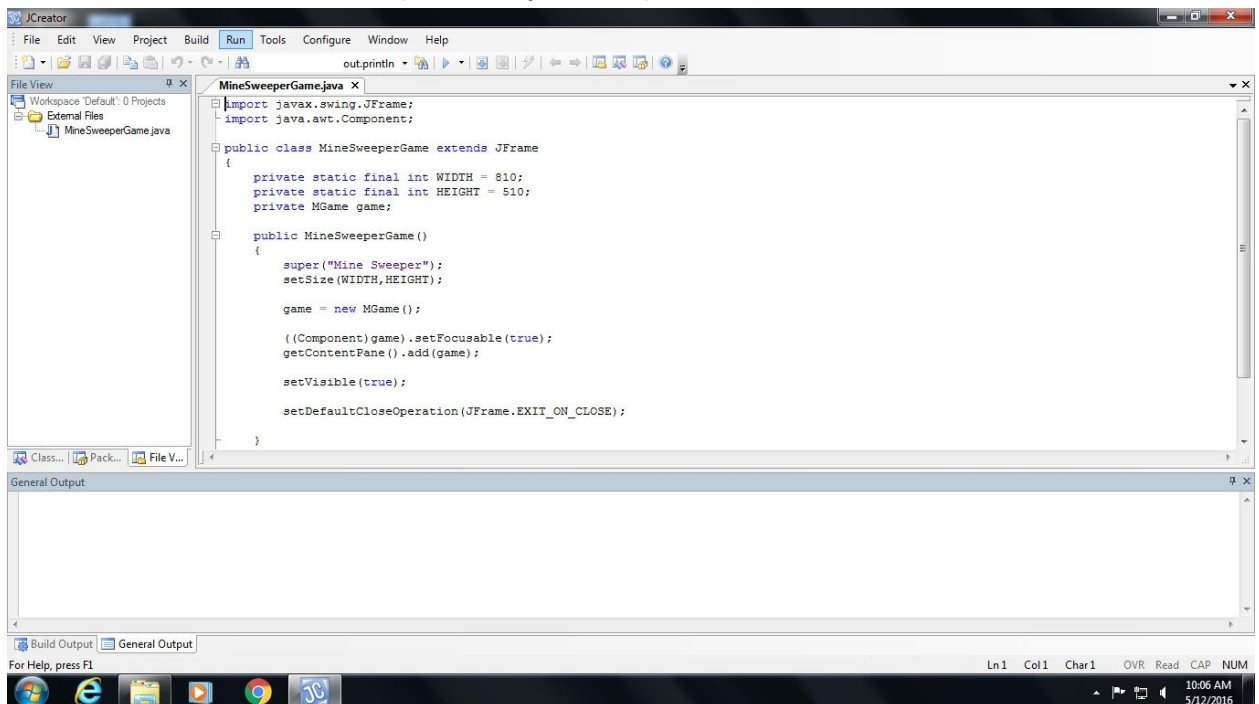 JCreator
File Edit View Project Build Run Tools Configure Window Help
out.println
File View
MineSweeperGame.java
Workspace 'Default': 0 Projects
External Files
MineSweeperGame.java
import javax.swing.JFrame;
import java.awt.Component;
public class MineSweeperGame extends JFrame
{
private static final int WIDTH = 810;
private static final int HEIGHT = 510;
private MGame game;
public MineSweeperGame()
{
super("Mine Sweeper");
setSize(WIDTH,HEIGHT);
game = new MGame();
((Component)game).setFocusable(true);
getContentPane().add(game);
setVisible(true);
setDefaultCloseOperation(JFrame.EXIT_ON_CLOSE);
}
Class... Pack... File V...
General Output
Build Output General Output
For Help, press F1
Ln 1 Col 1 Char 1 OVR Read CAP NUM
10:06 AM
5/12/2016